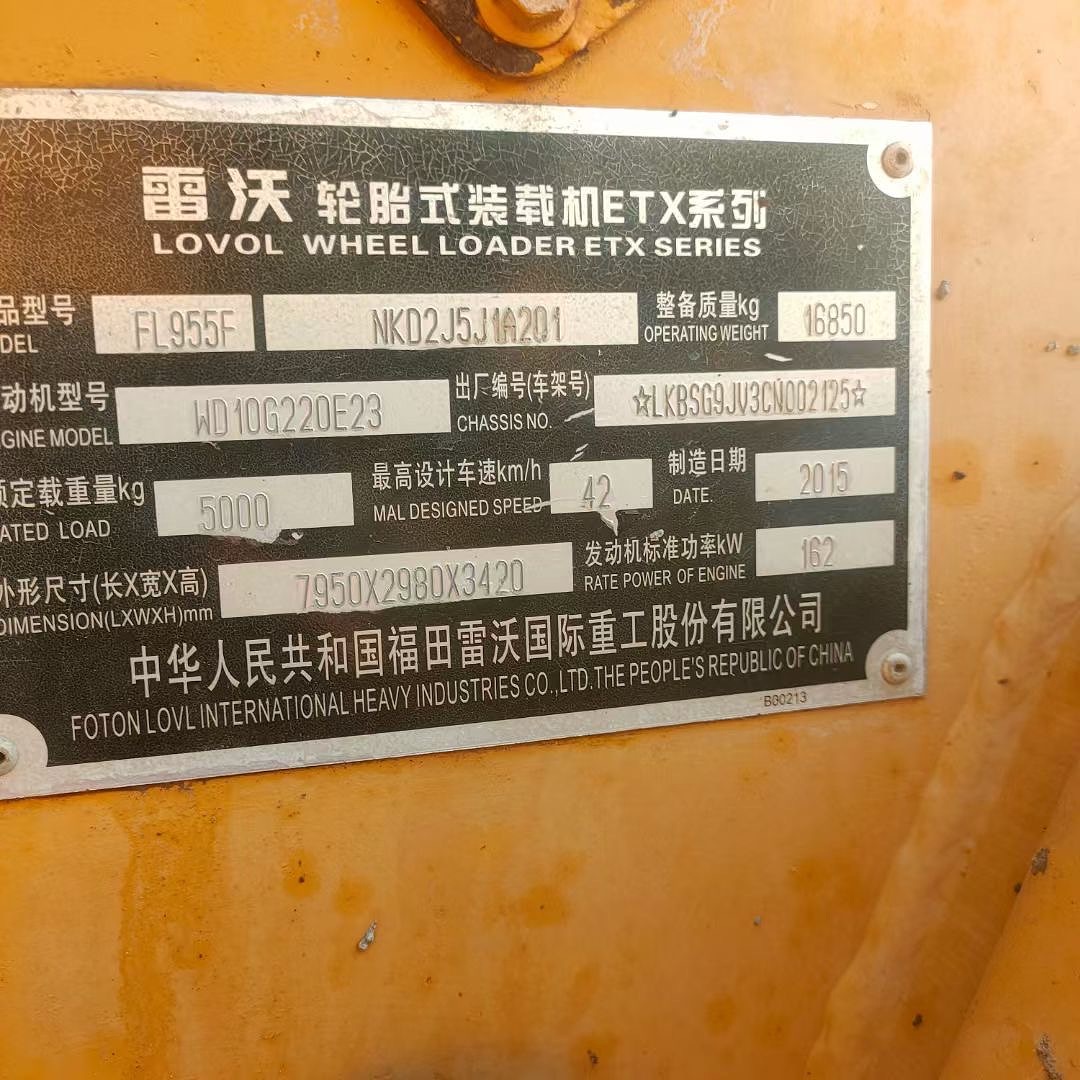 雷沃 轮胎式装载机ETX系列
LOVOL WHEEL LOADER ETX SERIES
品型号 FL955F NKD2J5J1A201 整备质量kg 16850
DEL OPERATING WEIGHT
动机型号 WD10G220E23 出厂编号(车架号) ☆LKBSG9JV3CN002125☆
GINE MODEL CHASSIS NO.
额定载重量kg 5000 最高设计车速km/h 42 制造日期 2015
ATED LOAD MAL DESIGNED SPEED DATE.
外形尺寸(长X宽X高) 7950X2980X3420 发动机标准功率kW 162
DIMENSION(LXWXH)mm RATE POWER OF ENGINE
中华人民共和国福田雷沃国际重工股份有限公司
FOTON LOVL INTERNATIONAL HEAVY INDUSTRIES CO.,LTD.THE PEOPLE'S REPUBLIC OF CHINA
B00213